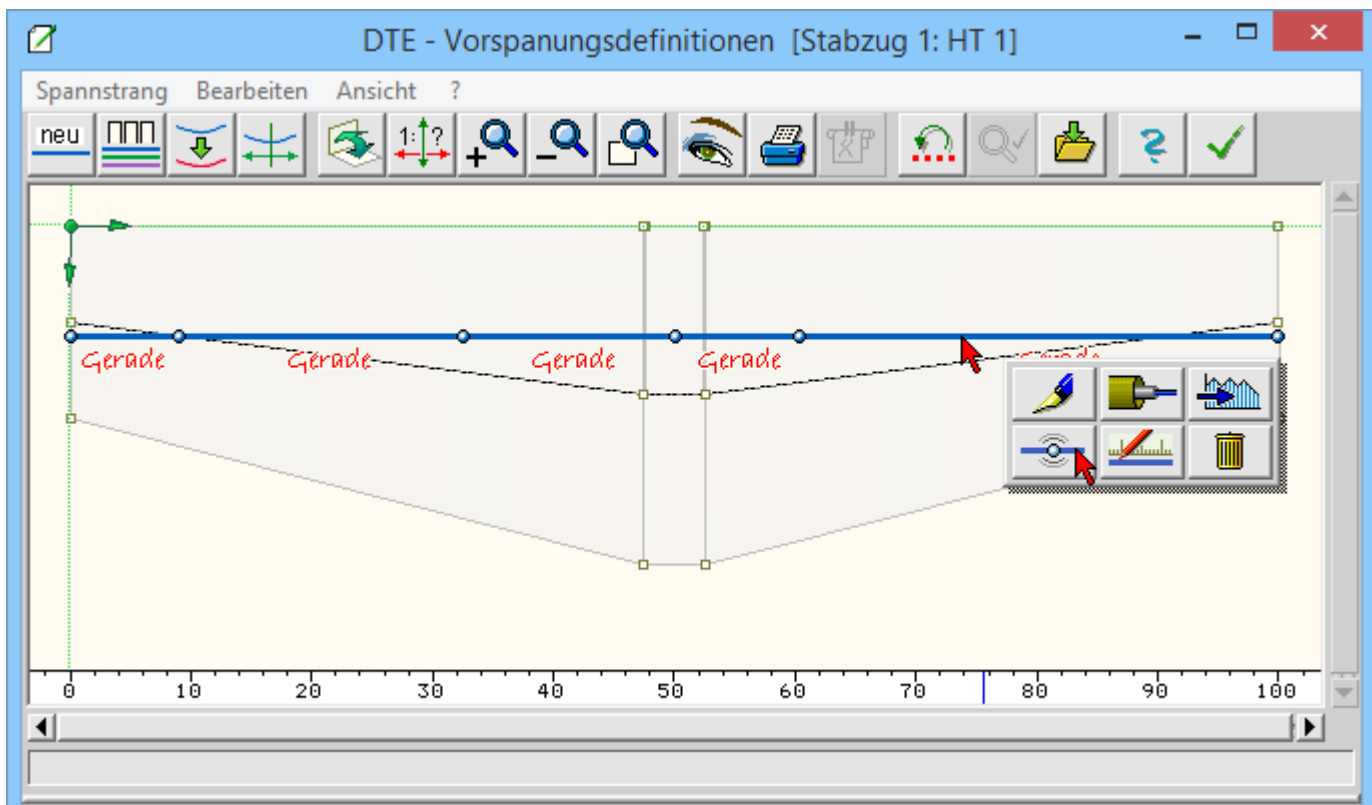 DTE - Vorspanungsdefinitionen [Stabzug 1: HT 1]
Spannstrang Bearbeiten Ansicht ?
neu 1: ?
Gerade Gerade Gerade Gerade Gerade
0 10 20 30 40 50 60 70 80 90 100